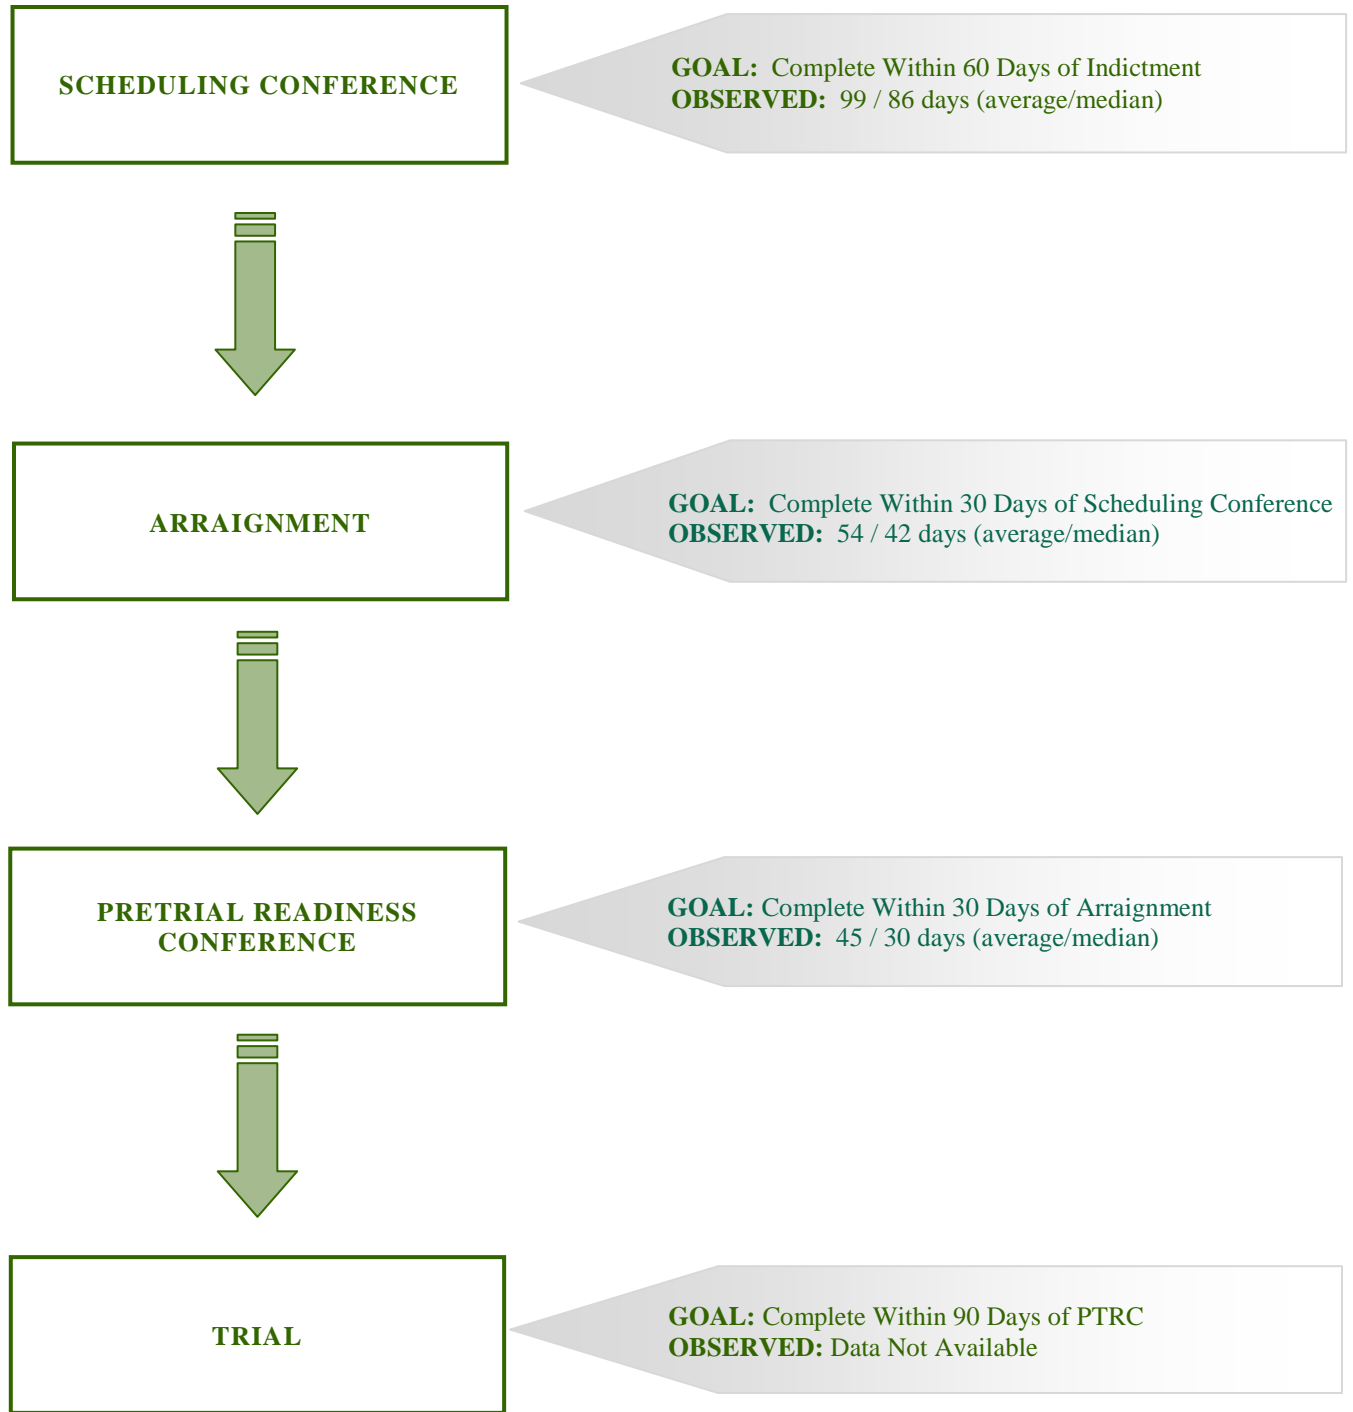 SCHEDULING CONFERENCE
GOAL: Complete Within 60 Days of Indictment
OBSERVED: 99 / 86 days (average/median)
ARRAIGNMENT
GOAL: Complete Within 30 Days of Scheduling Conference
OBSERVED: 54 / 42 days (average/median)
PRETRIAL READINESS
CONFERENCE
GOAL: Complete Within 30 Days of Arraignment
OBSERVED: 45 / 30 days (average/median)
TRIAL
GOAL: Complete Within 90 Days of PTRC
OBSERVED: Data Not Available